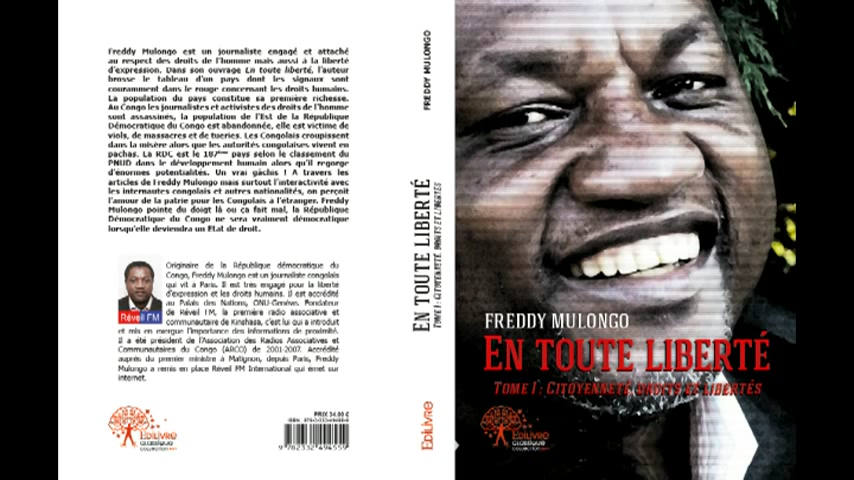 Freddy Mulongo est un journaliste engagé et attaché
au respect des droits de l'homme mais aussi à la liberté
d'expression. Dans son ouvrage En toute liberté, l'auteur
brosse le tableau d'un pays dont les signaux sont
couramment dans le rouge concernant les droits humains.
La population du pays constitue sa première richesse.
Au Congo les journalistes et activistes des droits de l'homme
sont assassinés, la population de l'Est de la République
Démocratique du Congo est abandonnée, elle est victime de
viols, de massacres et de tueries. Les Congolais croupissent
dans la misère alors que les autorités congolaises vivent en
pachas. La RDC est le 187ème pays selon le classement du
PNUD dans le développement humain alors qu'il regorge
d'énormes potentialités. Un vrai gâchis ! A travers les
articles de Freddy Mulongo mais surtout l'interactivité avec
les internautes congolais et autres nationalités, on perçoit
l'amour de la patrie pour les Congolais à l'étranger. Freddy
Mulongo pointe du doigt là ou ça fait mal, la République
Démocratique du Congo ne sera vraiment démocratique
lorsqu'elle deviendra un Etat de droit.
Originaire de la République démocratique du
Congo, Freddy Mulongo est un journaliste congolais
qui vit à Paris. Il est très engagé pour la liberté
d'expression et les droits humains. Il est accrédité
au Palais des Nations, ONU-Genève. Fondateur
de Réveil FM, la première radio associative et
communautaire de Kinshasa, c'est lui qui a introduit
et mis en exergue l'importance des informations de proximité.
Il a été président de l'Association des Radios Associatives et
Communautaires du Congo (ARCO) de 2001-2007. Accrédité
auprès du premier ministre à Matignon, depuis Paris, Freddy
Mulongo a remis en place Réveil FM International qui émet sur
internet.
Réveil FM
PRIX 34.00 €
ISBN
9 782332 494559
EDILIVRE
CLASSIQUE
COLLECTION
FREDDY MULONGO
EN TOUTE LIBERTÉ
TOME I : CITOYENNETÉ, DROITS ET LIBERTÉS
EDILIVRE
FREDDY MULONGO
EN TOUTE LIBERTÉ
TOME I : CITOYENNETÉ, DROITS ET LIBERTÉS
EDILIVRE
CLASSIQUE
COLLECTION